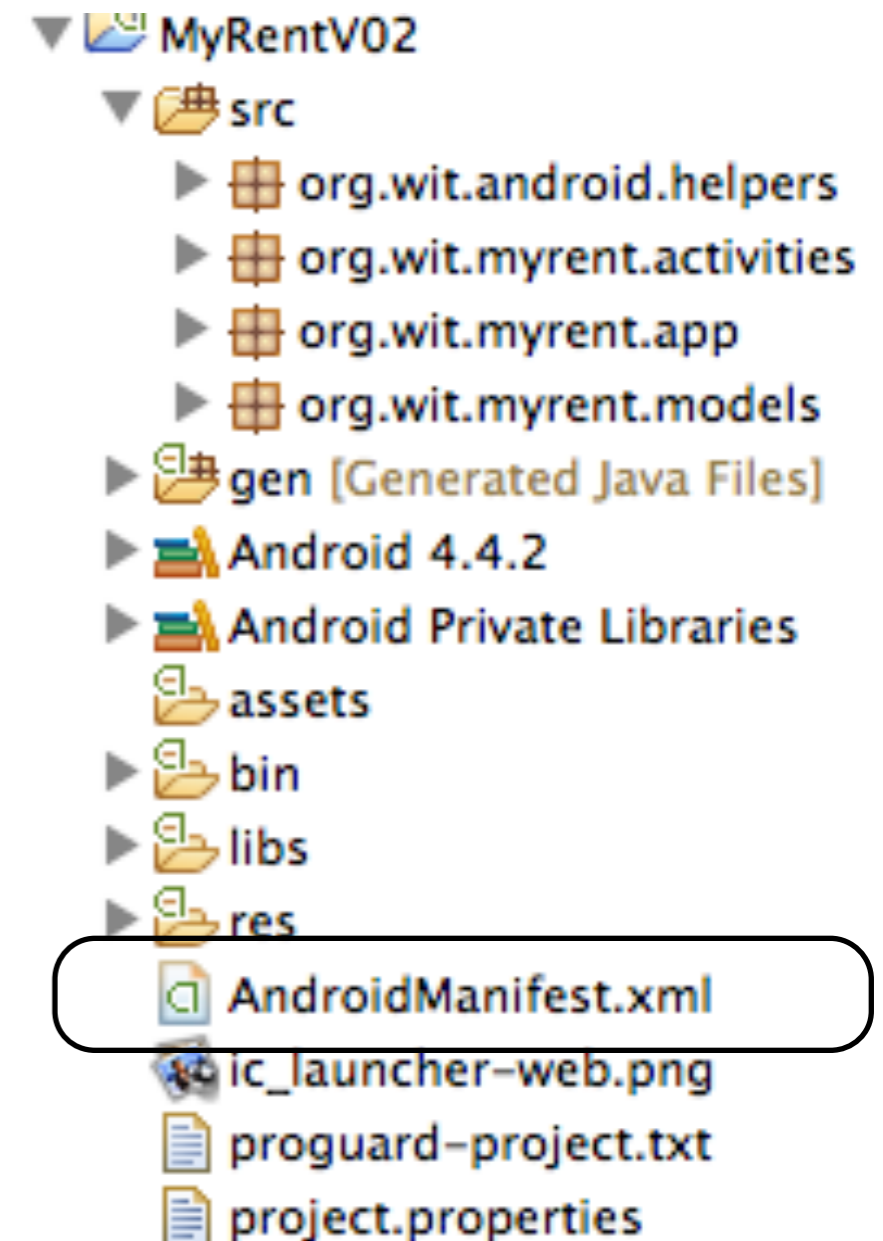 MyRentV02
src
org.wit.android.helpers
org.wit.myrent.activities
org.wit.myrent.app
org.wit.myrent.models
gen [Generated Java Files]
Android 4.4.2
Android Private Libraries
assets
bin
libs
res
AndroidManifest.xml
ic_launcher-web.png
proguard-project.txt
project.properties